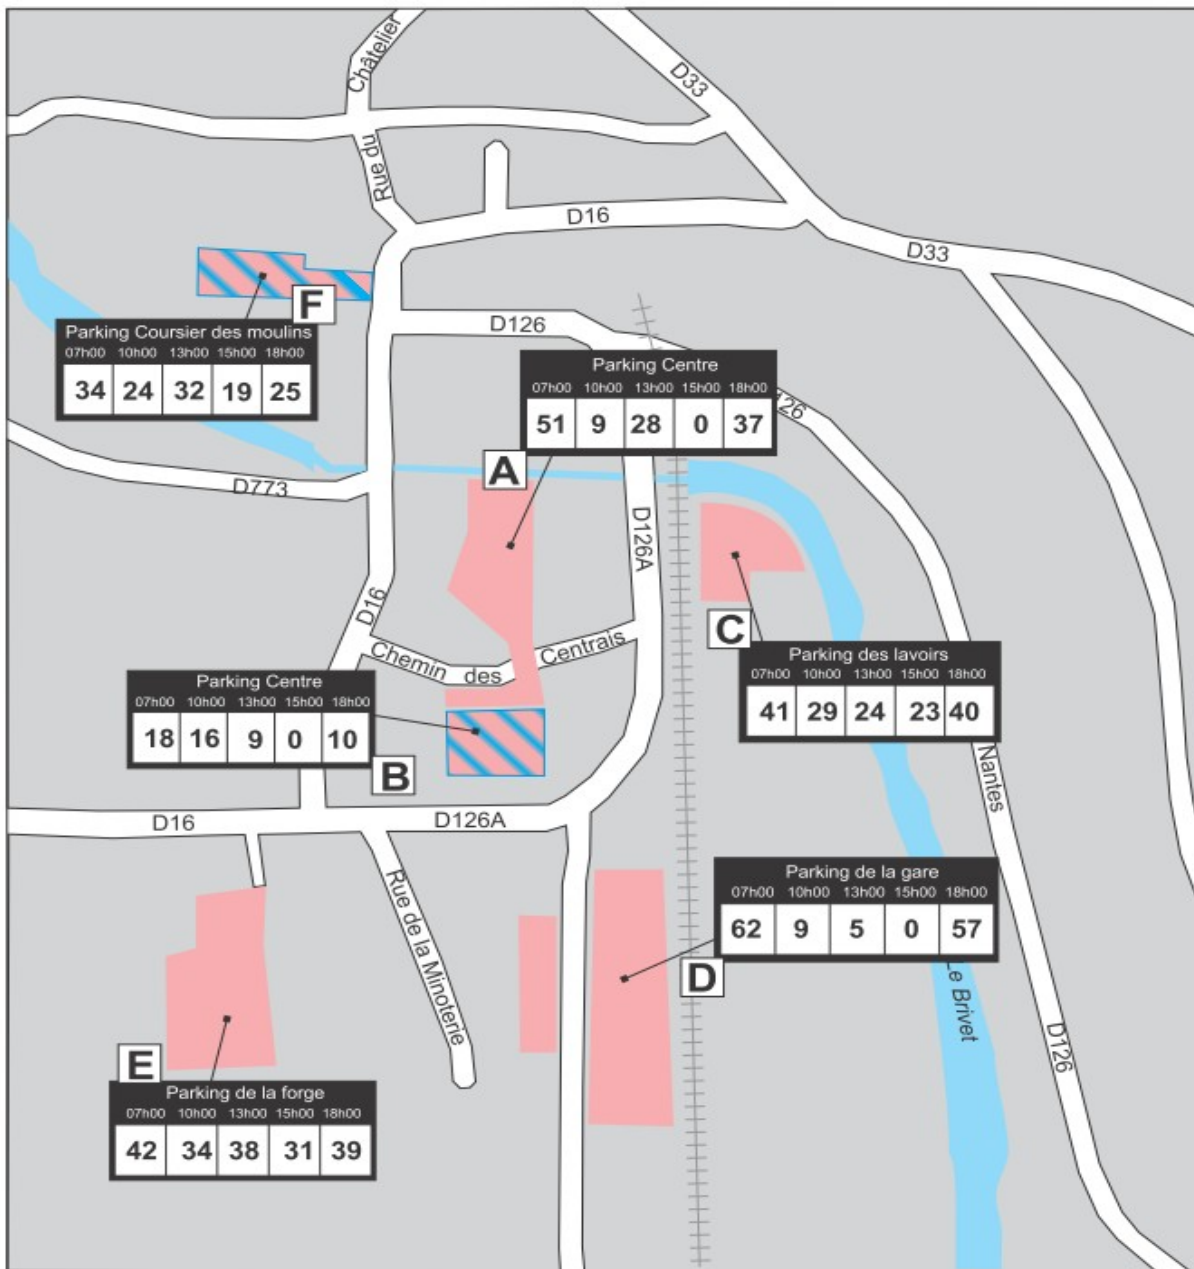 Châtelier
Rue du
D33
D16
D33
F
Parking Coursier des moulins
07h00 10h00 13h00 15h00 18h00
34 24 32 19 25
D126
Parking Centre
07h00 10h00 13h00 15h00 18h00
51 9 28 0 37
126
A
D773
D126A
D16
Chemin des Centrais
C
Parking des lavoirs
07h00 10h00 13h00 15h00 18h00
41 29 24 23 40
Parking Centre
07h00 10h00 13h00 15h00 18h00
18 16 9 0 10
B
Nantes
D16
D126A
Rue de la Minoterie
Parking de la gare
07h00 10h00 13h00 15h00 18h00
62 9 5 0 57
D
Le Brivet
D126
E
Parking de la forge
07h00 10h00 13h00 15h00 18h00
42 34 38 31 39